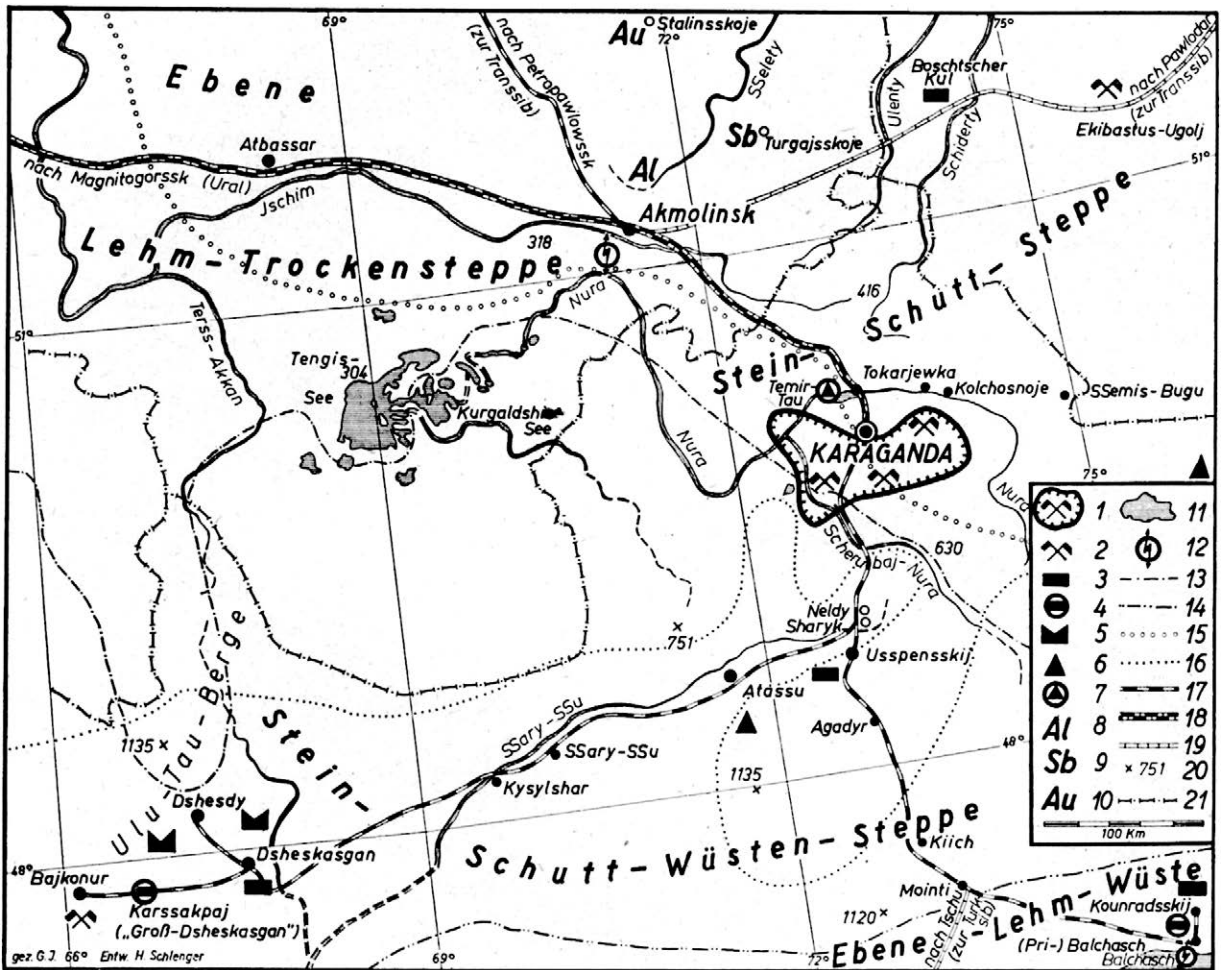 69°
75°
Au
Stalinsskoje
72°
nach Petropawlowssk
(zur Transsib)
SSelety
Ulenty
Boschtscher
Kul
Schiderty
nach Pawlodar
(zur Transsib)
Ekibastus-Ugolj
51°
Ebene
Atbassar
Sb
Turgajsskoje
Al
nach Magnitogorssk (Ural)
Jschim
Akmolinsk
318
Lehm-Trockensteppe
Schutt-Steppe
416
Nura
51°
Terss-Akkan
Tengis-
304
See
Kurgaldshin
See
Nura
Stein-
Temir-
Tau
Tokarjewka
Kolchosnoje
SSemis-Bugu
KARAGANDA
75°
Nura
Scherubaj-Nura
630
1 11
2 12
3 13
4 14
5 15
6 16
7 17
Al 8 18
Sb 9 19
× 751 20
Au 10 21
100 Km
Neldy
Sharyk
751
Usspensskij
Atassu
Ulu-Tau-Berge
Stein-
SSary-SSu
SSary-SSu
Agadyr
48°
1135
1135
Kysylshar
Dshesdy
Schutt-Wüsten-Steppe
Kiich
48°
Dsheskasgan
Bajkonur
Karssakpaj
("Groß-Dsheskasgan")
Mointi
1120
Ebene-Lehm-Wüste
nach Tschu
(zur Turk
sib)
Kounradsskij
(Pri-) Balchasch
Balchasch
gez. G. J. 66° Entw. H Schlenger
69°
72°